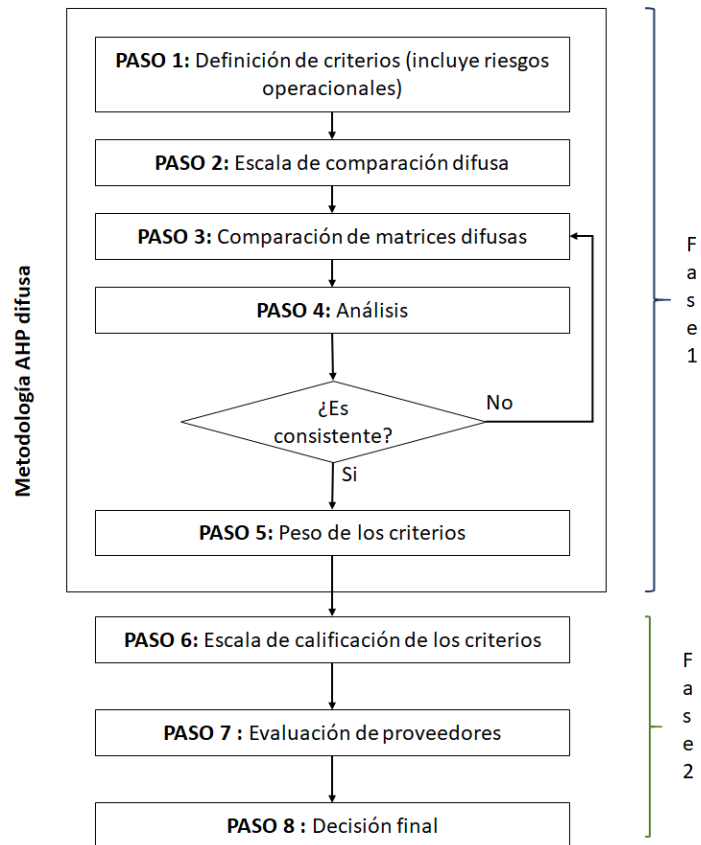 PASO 1: Definición de criterios (incluye riesgos
operacionales)
PASO 2: Escala de comparación difusa
PASO 3: Comparación de matrices difusas
PASO 4: Análisis
¿Es
consistente?
No
Si
PASO 5: Peso de los criterios
Metodología AHP difusa
F
a
s
e
1
PASO 6: Escala de calificación de los criterios
PASO 7 : Evaluación de proveedores
PASO 8 : Decisión final
F
a
s
e
2